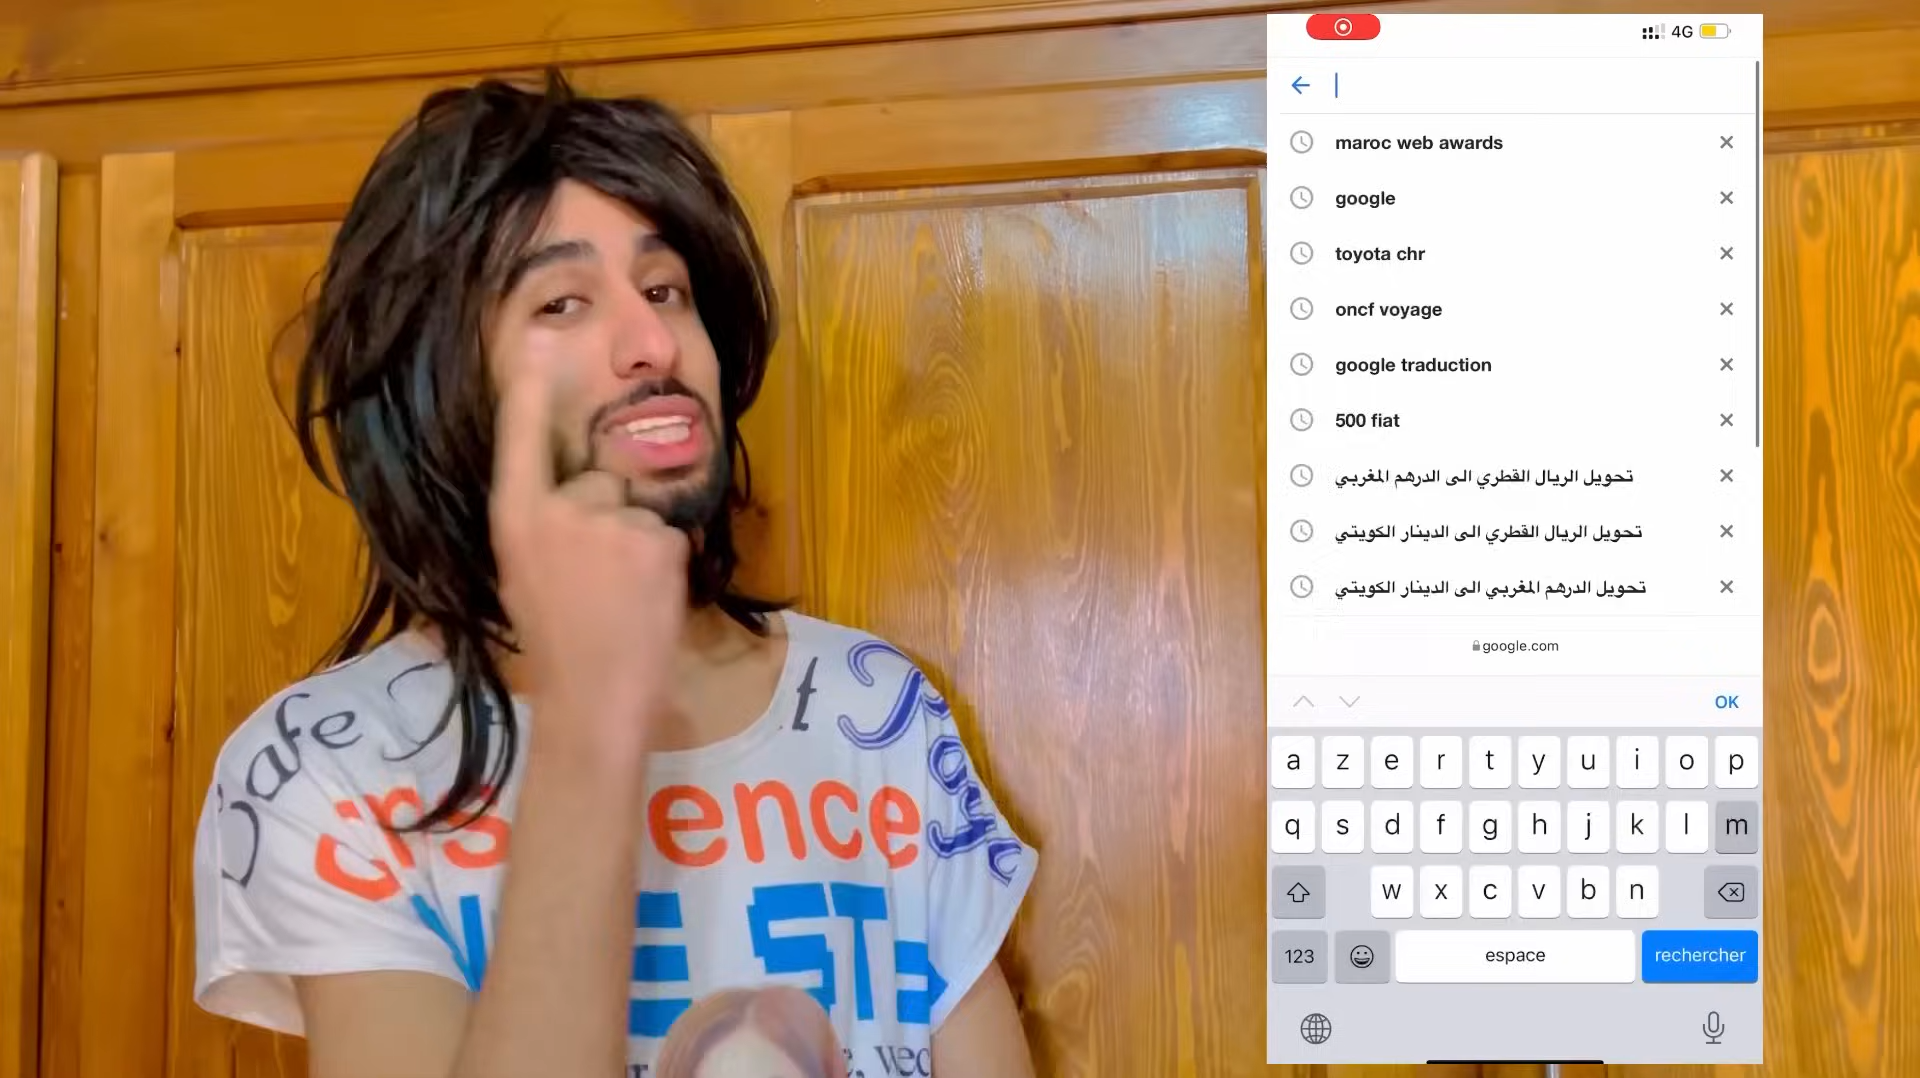 4G
maroc web awards
google
toyota chr
oncf voyage
google traduction
500 fiat
تحويل الريال القطري الى الدرهم المغربي
تحويل الريال القطري الى الدينار الكويتي
تحويل الدرهم المغربي الى الدينار الكويتي
google.com
OK
a z e r t y u i o p
q s d f g h j k l m
w x c v b n
123 espace rechercher
Cafe
ence